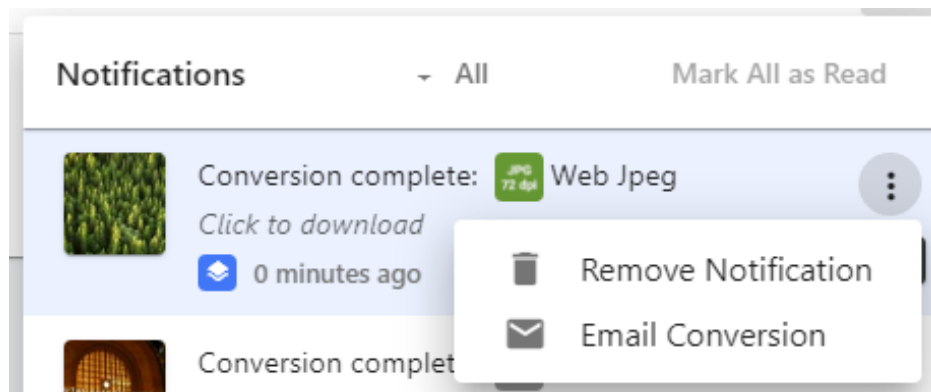 Notifications
All
Mark All as Read
Conversion complete: JPG 72 dpi Web Jpeg
Click to download
0 minutes ago
Remove Notification
Email Conversion
Conversion complet